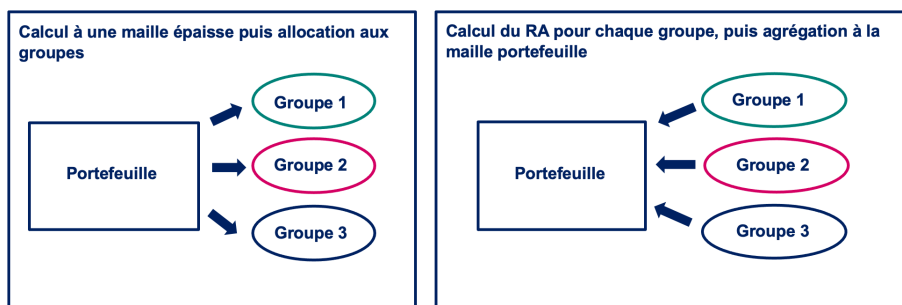 Calcul à une maille épaisse puis allocation aux
groupes
Groupe 1
Portefeuille
Groupe 2
Groupe 3
Calcul du RA pour chaque groupe, puis agrégation à la
maille portefeuille
Groupe 1
Portefeuille
Groupe 2
Groupe 3